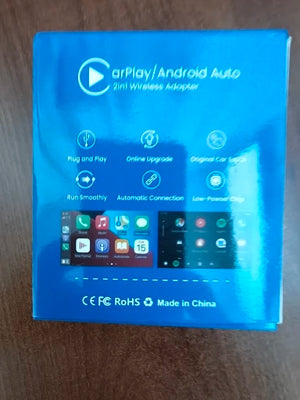 CarPlay/Android Auto
2in1 Wireless Adapter
Plug and Play
Online Upgrade
Original Car
Run Smoothly
Automatic Connection
Low-Power Chip
15
CE FC RoHS Made in China